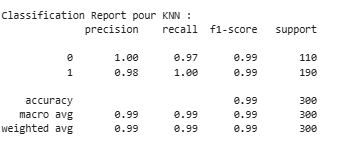 Classification Report pour KNN :
precision recall f1-score support
0 1.00 0.97 0.99 110
1 0.98 1.00 0.99 190
accuracy 0.99 300
macro avg 0.99 0.99 0.99 300
weighted avg 0.99 0.99 0.99 300